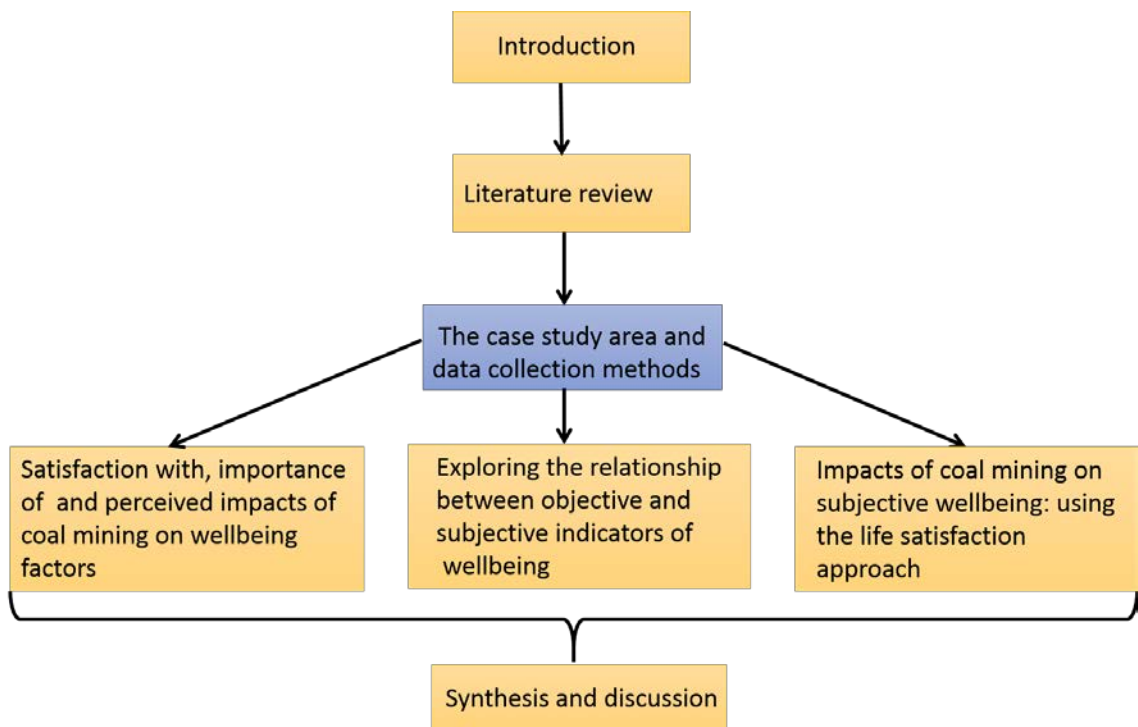 Introduction
Literature review
The case study area and
data collection methods
Satisfaction with, importance
of and perceived impacts of
coal mining on wellbeing
factors
Exploring the relationship
between objective and
subjective indicators of
wellbeing
Impacts of coal mining on
subjective wellbeing: using
the life satisfaction
approach
Synthesis and discussion